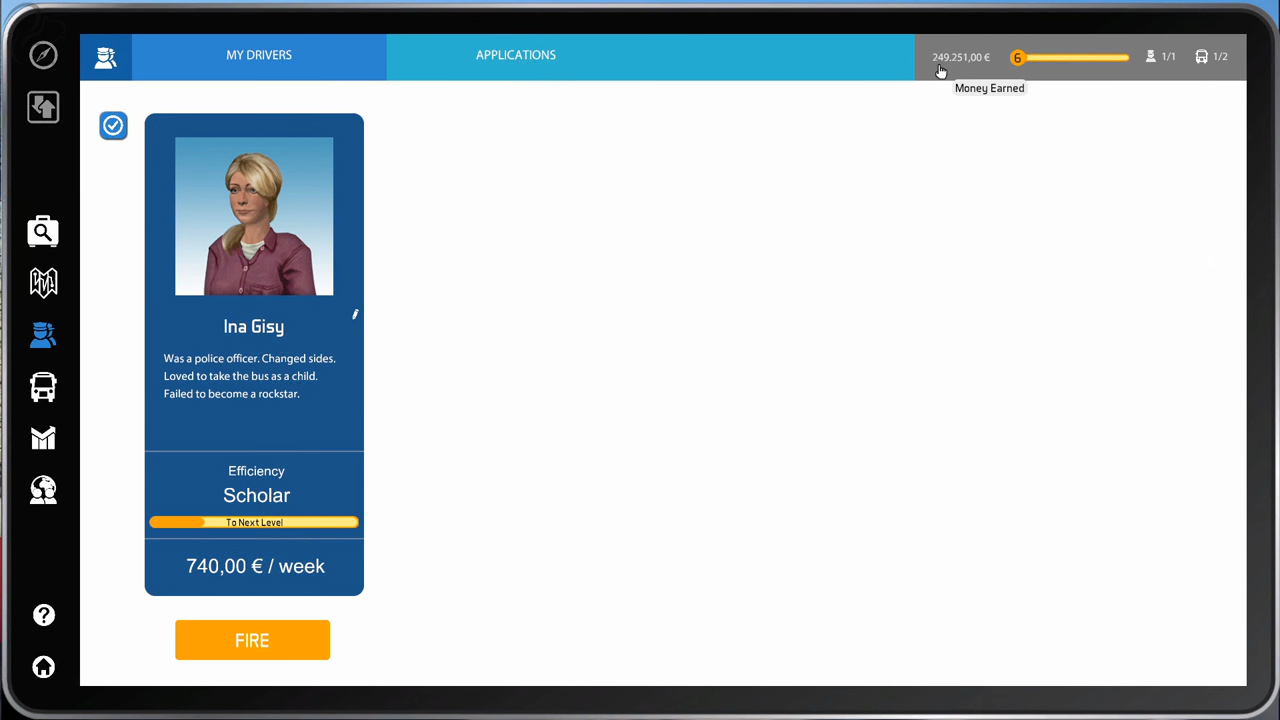 MY DRIVERS
APPLICATIONS
249.251,00 €
6
1/1
1/2
Money Earned
Ina Gisy
Was a police officer. Changed sides.
Loved to take the bus as a child.
Failed to become a rockstar.
Efficiency
Scholar
To Next Level
740,00 € / week
FIRE